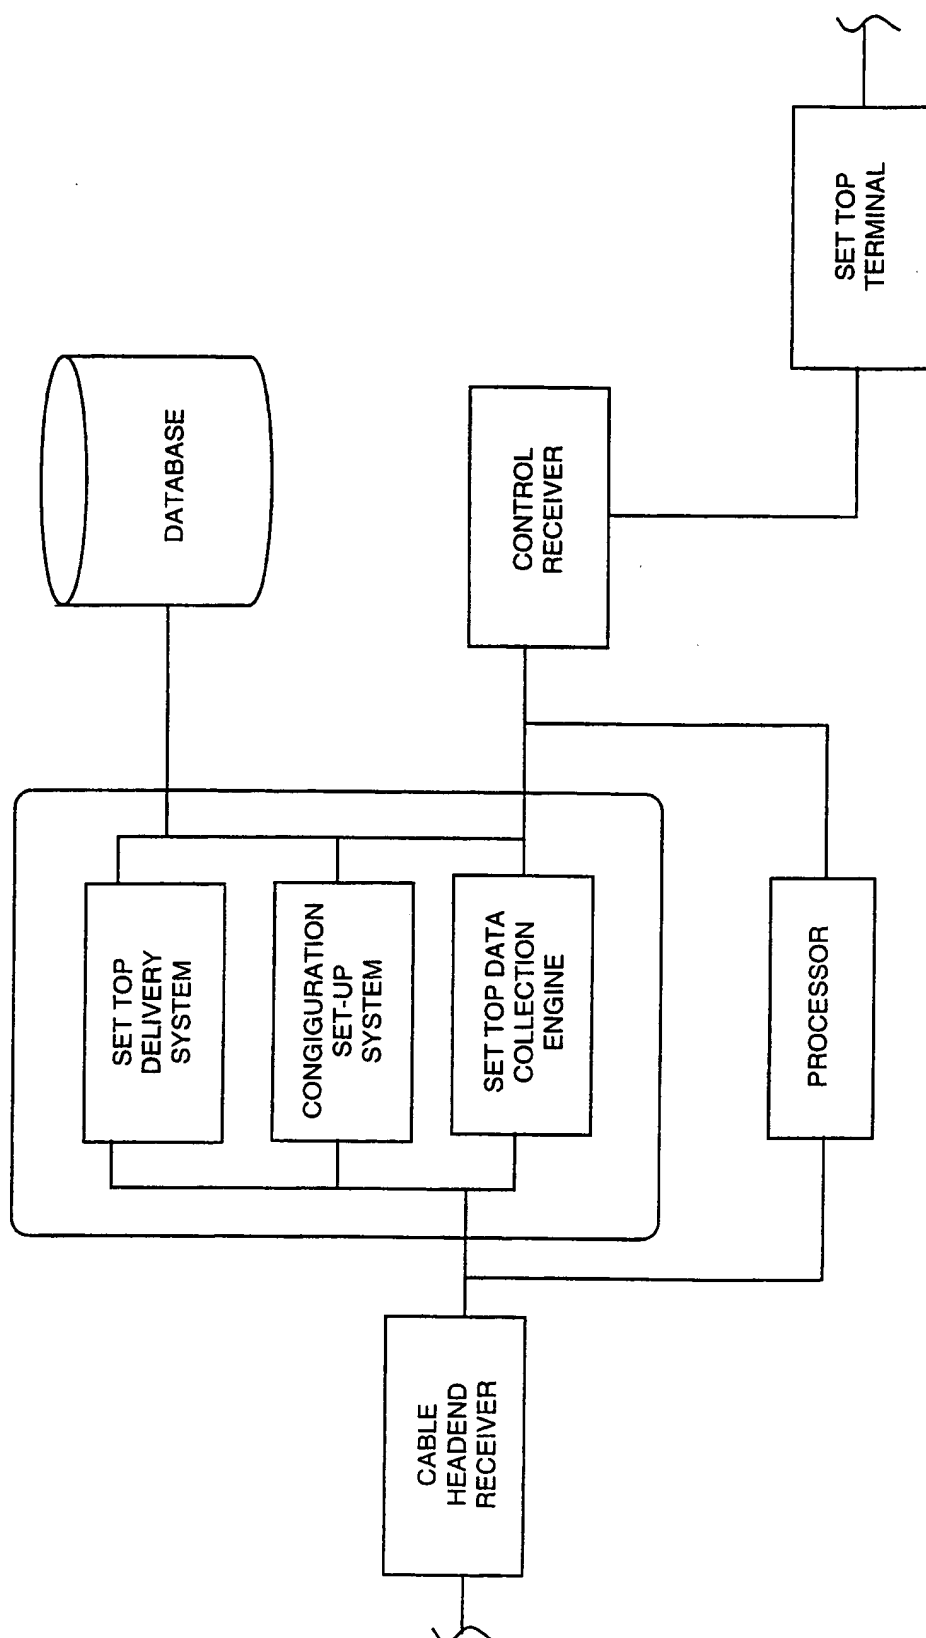 DATABASE
SET TOP
DELIVERY
SYSTEM
CONGIGURATION
SET-UP
SYSTEM
SET TOP DATA
COLLECTION
ENGINE
CABLE
HEADEND
RECEIVER
CONTROL
RECEIVER
PROCESSOR
SET TOP
TERMINAL